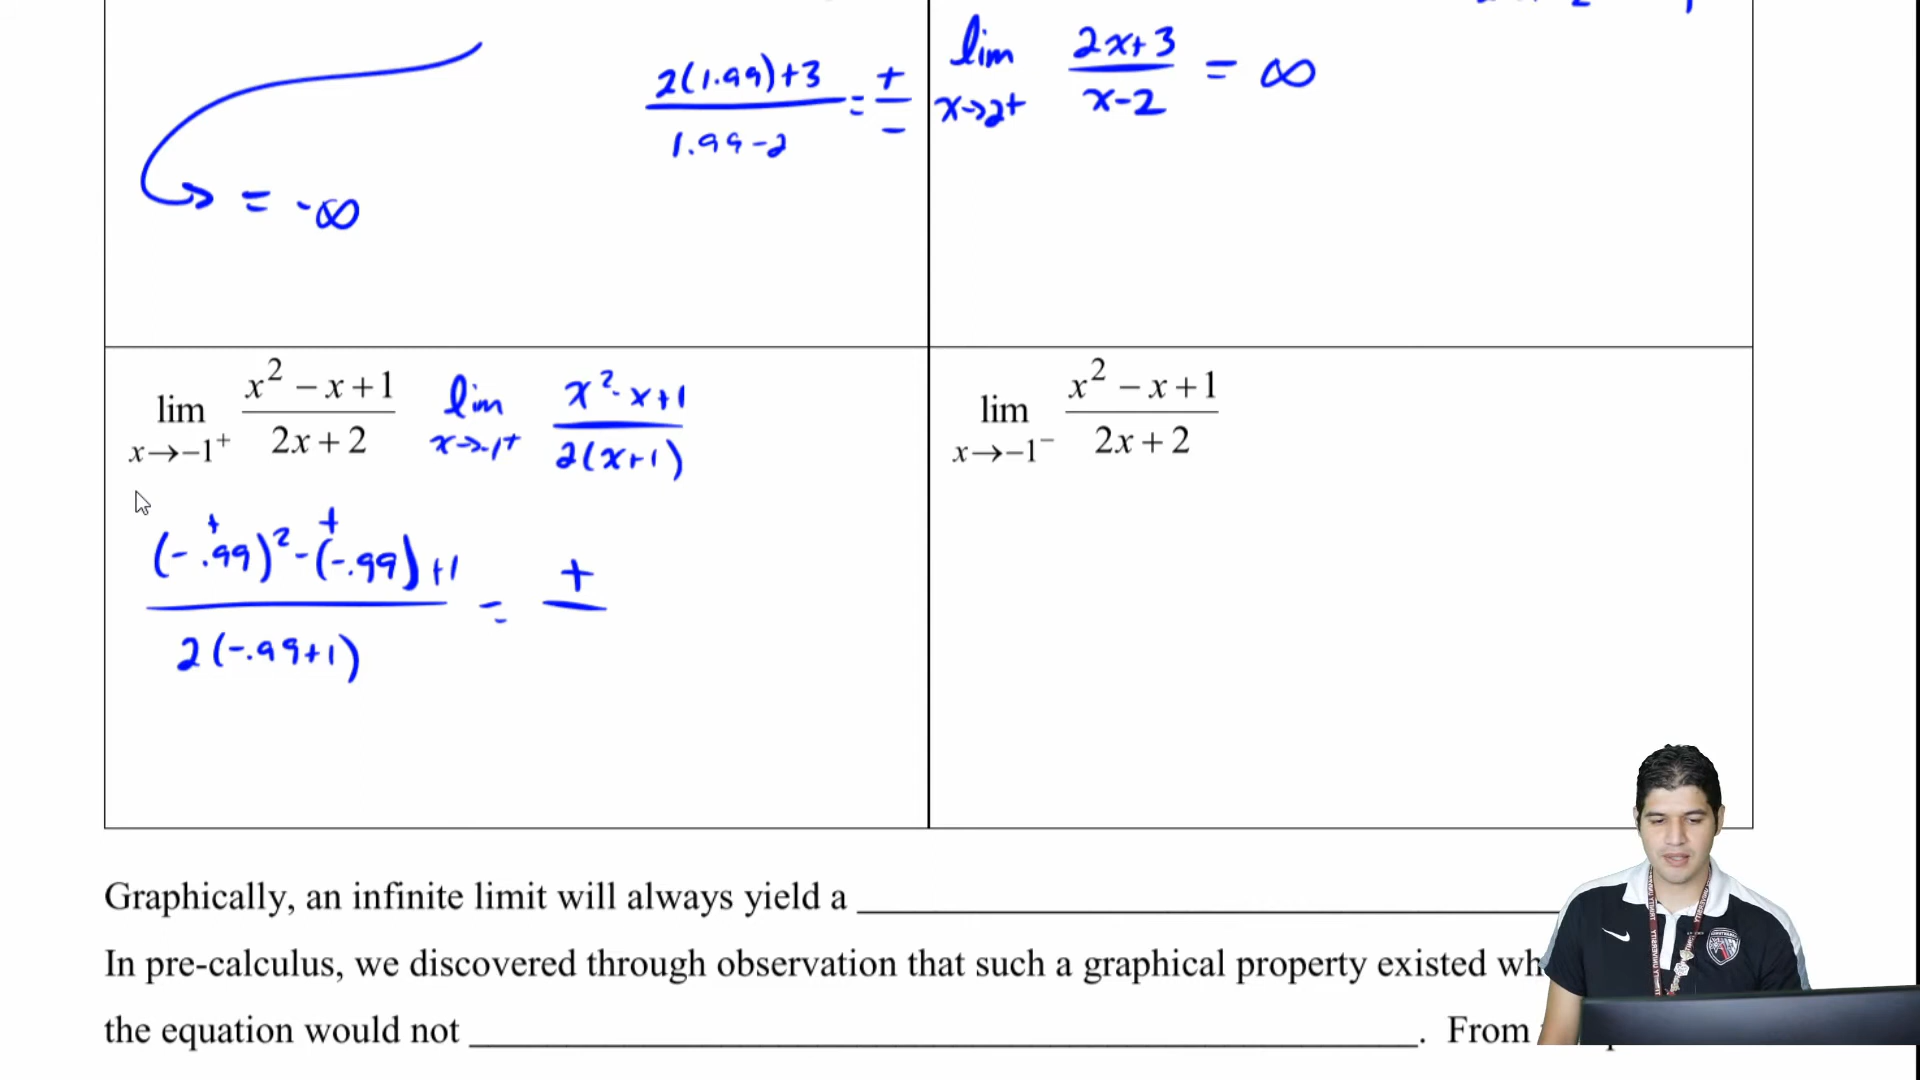 2(1.99)+3 / 1.99-2 = + / -
= -∞
lim x→2+ 2x+3 / x-2 = ∞
lim x→−1⁺ x² − x + 1 / 2x + 2
lim x→-1+ x²-x+1 / 2(x+1)
(-.99)² - (-.99) +1 / 2(-.99+1) = + /
+ +
lim x→−1⁻ x² − x + 1 / 2x + 2
Graphically, an infinite limit will always yield a ____________________
In pre-calculus, we discovered through observation that such a graphical property existed wh
the equation would not ____________________. From